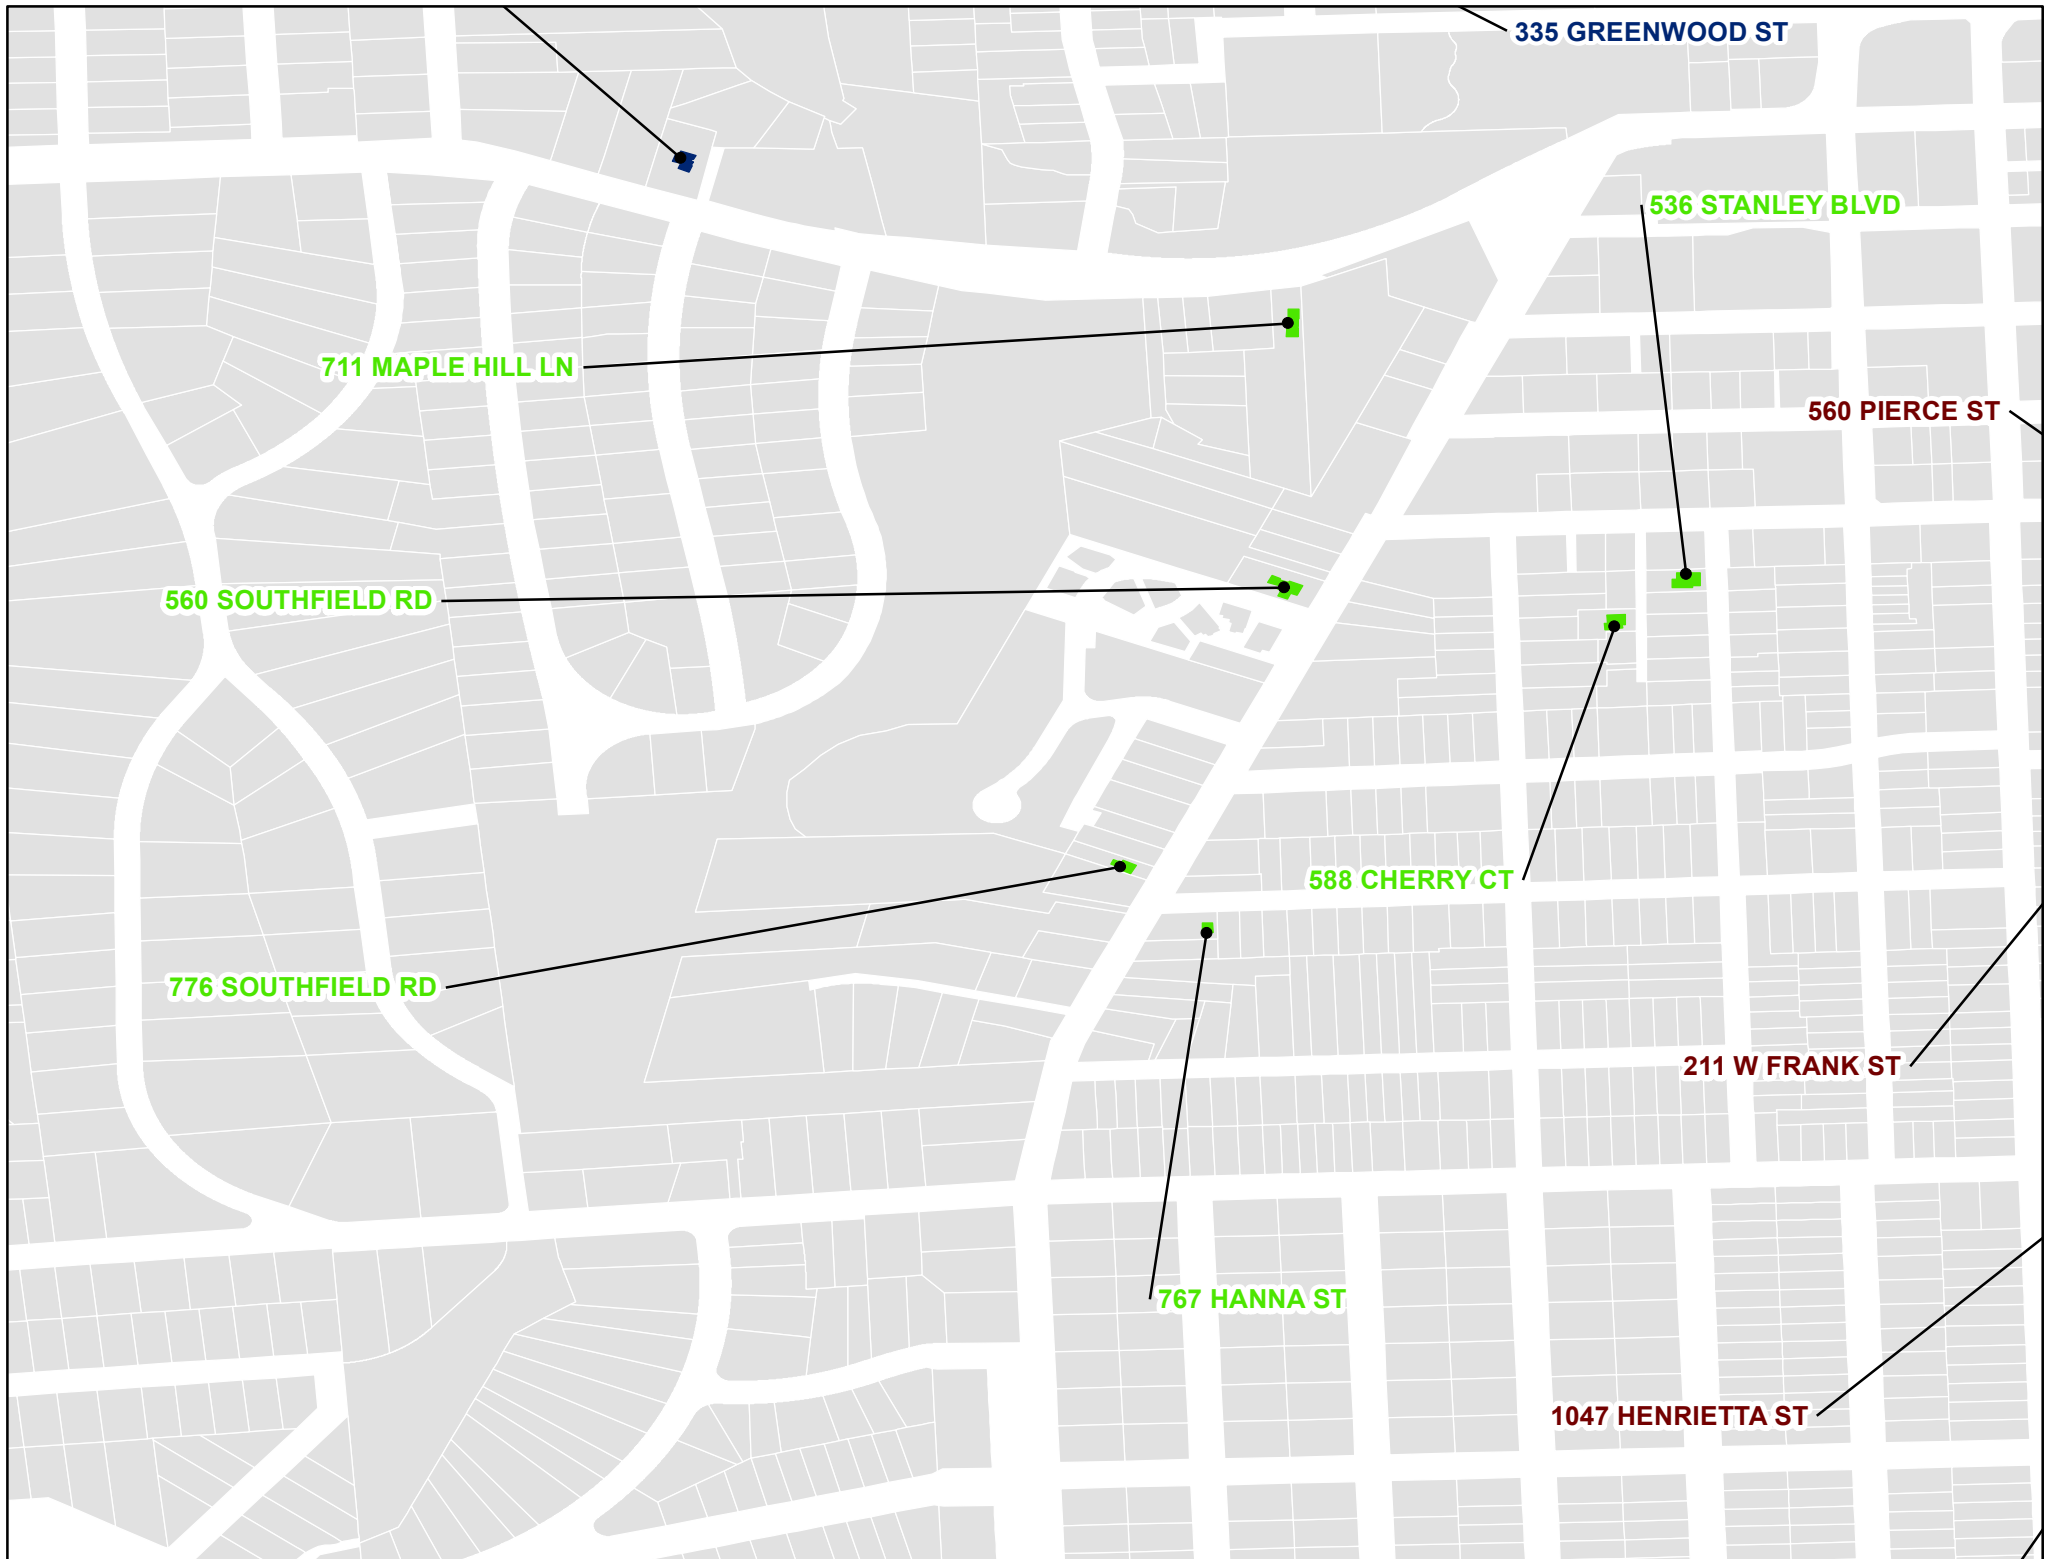 335 GREENWOOD ST
536 STANLEY BLVD
711 MAPLE HILL LN
560 PIERCE ST
560 SOUTHFIELD RD
588 CHERRY CT
776 SOUTHFIELD RD
211 W FRANK ST
767 HANNA ST
1047 HENRIETTA ST